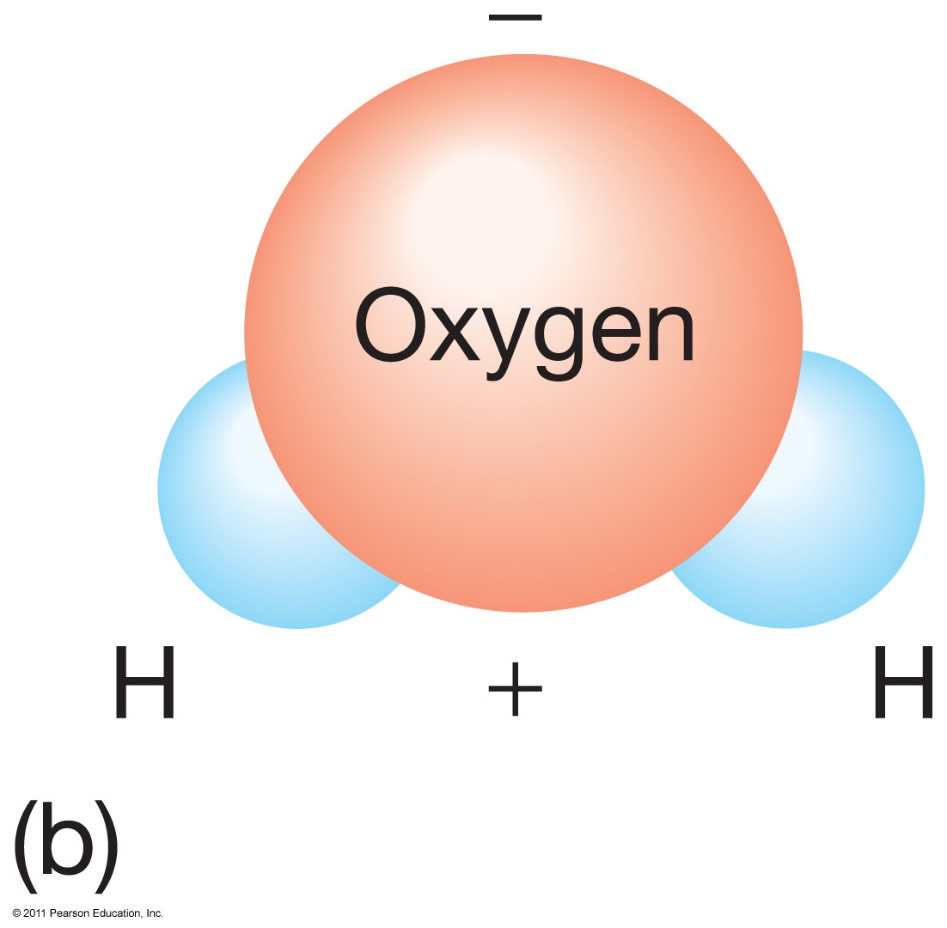 −
Oxygen
H + H
(b)
© 2011 Pearson Education, Inc.